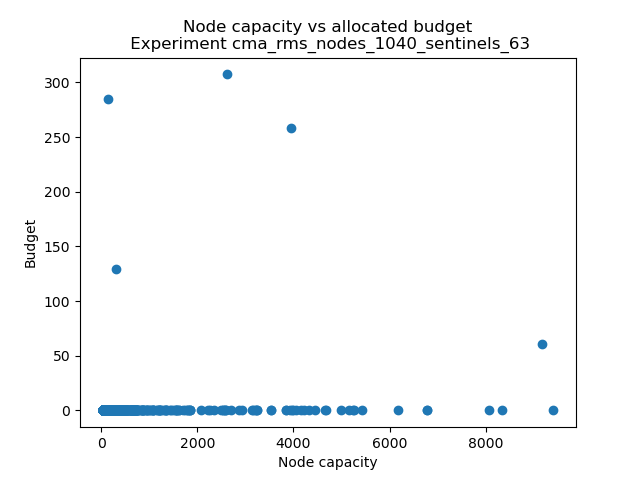 Node capacity vs allocated budget
Experiment cma_rms_nodes_1040_sentinels_63
300
250
200
150
100
50
0
Budget
0 2000 4000 6000 8000
Node capacity